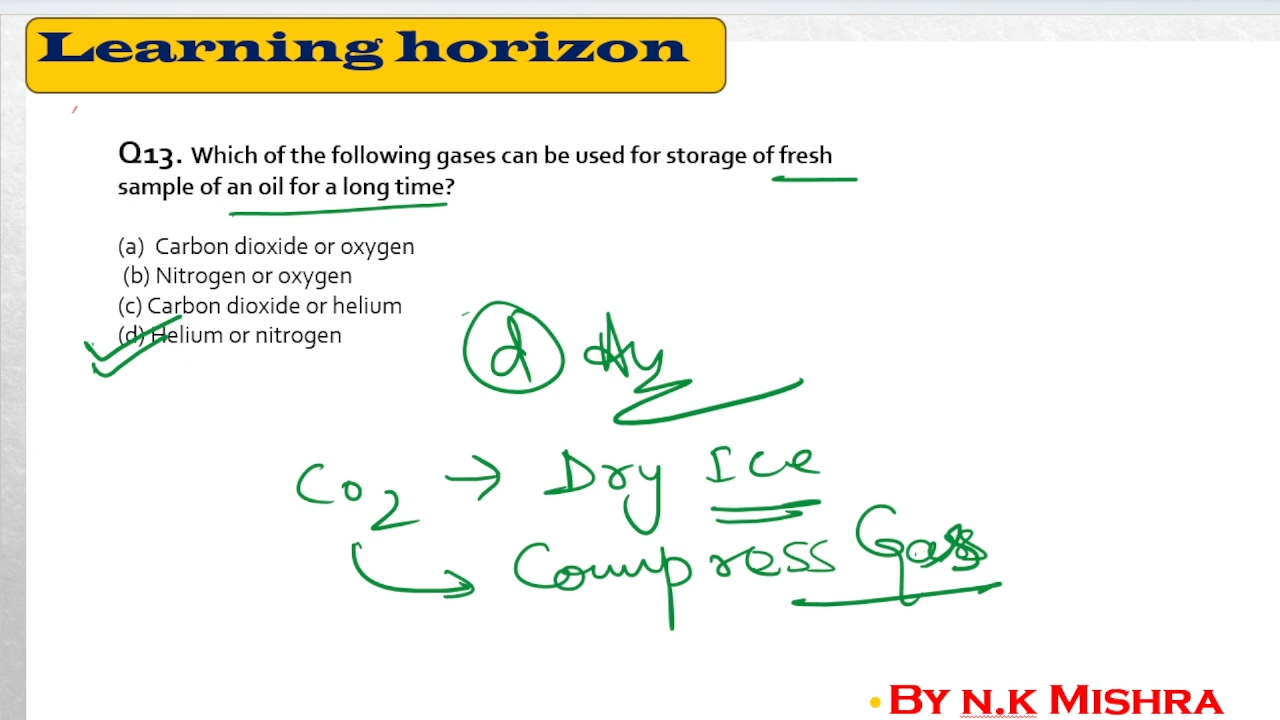 Learning horizon
Q13. Which of the following gases can be used for storage of fresh
sample of an oil for a long time?
(a) Carbon dioxide or oxygen
(b) Nitrogen or oxygen
(c) Carbon dioxide or helium
(d) Helium or nitrogen
d
Co2 → Dry Ice
Compress Gas
• By N.K Mishra